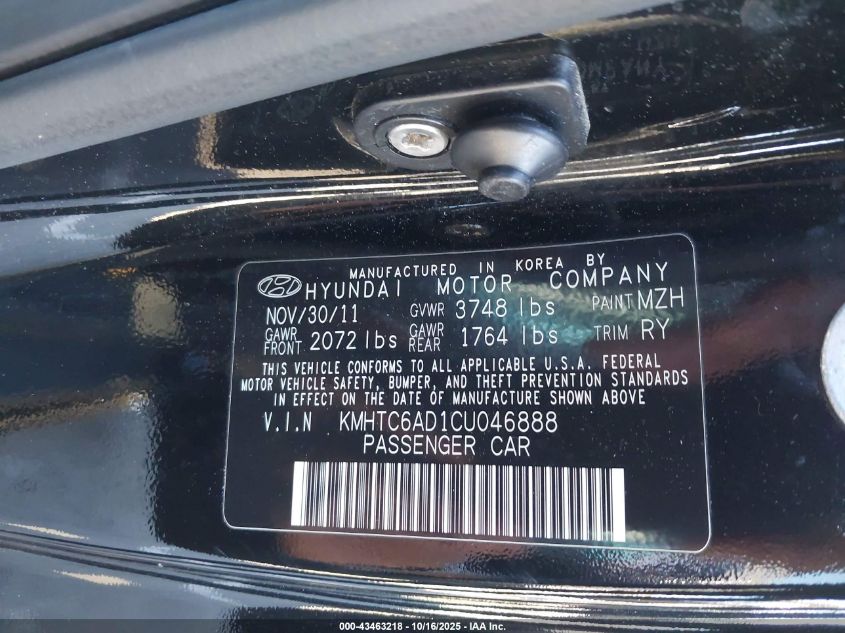 MANUFACTURED IN KOREA BY
HYUNDAI MOTOR COMPANY
NOV/30/11 GVWR 3748 lbs PAINT MZH
GAWR FRONT 2072 lbs GAWR REAR 1764 lbs TRIM RY
THIS VEHICLE CONFORMS TO ALL APPLICABLE U.S.A. FEDERAL
MOTOR VEHICLE SAFETY, BUMPER, AND THEFT PREVENTION STANDARDS
IN EFFECT ON THE DATE OF MANUFACTURE SHOWN ABOVE
V.I.N KMHTC6AD1CU046888
PASSENGER CAR
000-43463218 - 10/16/2025 - IAA Inc.